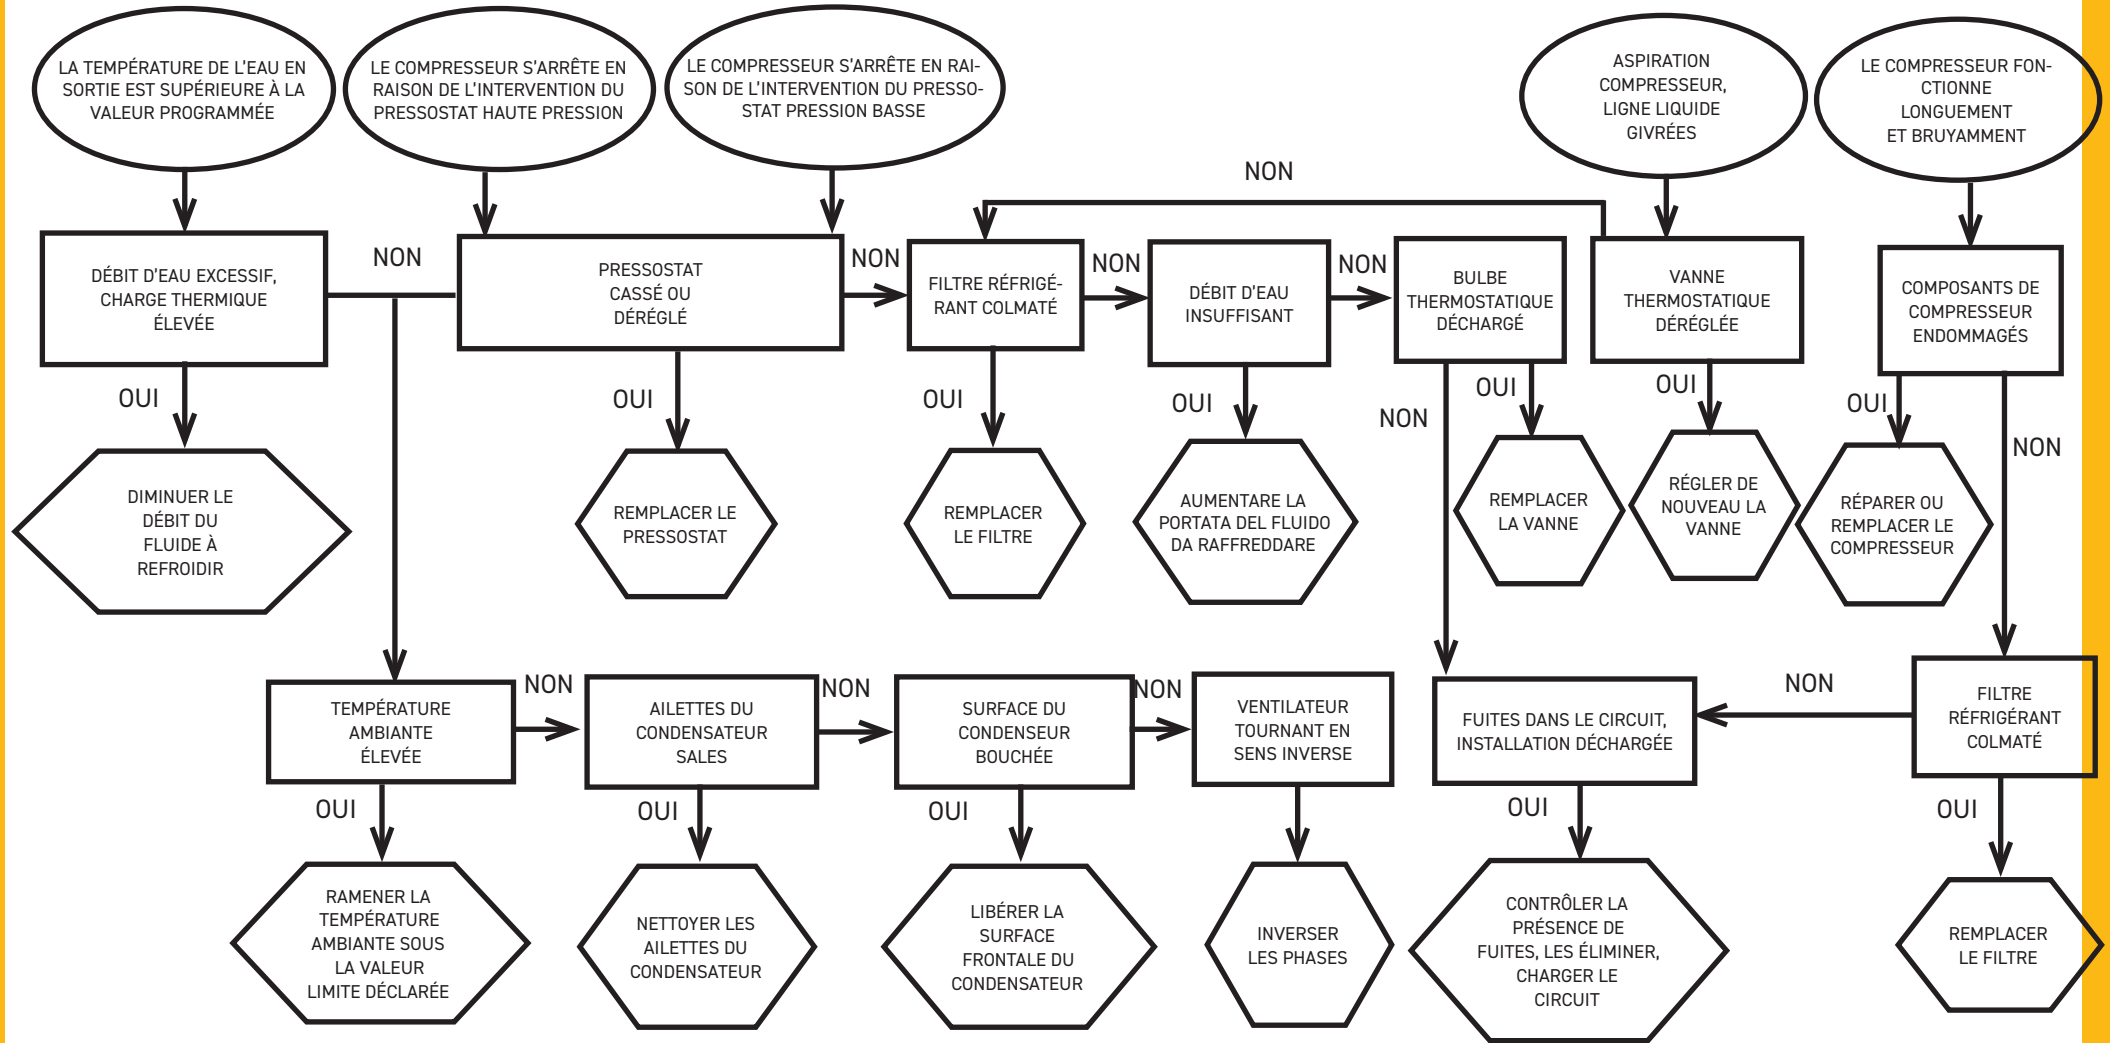 LA TEMPÉRATURE DE L'EAU EN
SORTIE EST SUPÉRIEURE À LA
VALEUR PROGRAMMÉE
LE COMPRESSEUR S'ARRÊTE EN
RAISON DE L'INTERVENTION DU
PRESSOSTAT HAUTE PRESSION
LE COMPRESSEUR S'ARRÊTE EN RAI-
SON DE L'INTERVENTION DU PRESSO-
STAT PRESSION BASSE
ASPIRATION
COMPRESSEUR,
LIGNE LIQUIDE
GIVRÉES
LE COMPRESSEUR FON-
CTIONNE
LONGUEMENT
ET BRUYAMMENT
NON
DÉBIT D'EAU EXCESSIF,
CHARGE THERMIQUE
ÉLEVÉE
NON
PRESSOSTAT
CASSÉ OU
DÉRÉGLÉ
NON
FILTRE RÉFRIGÉ-
RANT COLMATÉ
NON
DÉBIT D'EAU
INSUFFISANT
NON
BULBE
THERMOSTATIQUE
DÉCHARGÉ
VANNE
THERMOSTATIQUE
DÉRÉGLÉE
COMPOSANTS DE
COMPRESSEUR
ENDOMMAGÉS
OUI
OUI
OUI
OUI
NON
OUI
OUI
OUI
NON
DIMINUER LE
DÉBIT DU
FLUIDE À
REFROIDIR
REMPLACER LE
PRESSOSTAT
REMPLACER
LE FILTRE
AUMENTARE LA
PORTATA DEL FLUIDO
DA RAFFREDDARE
REMPLACER
LA VANNE
RÉGLER DE
NOUVEAU LA
VANNE
RÉPARER OU
REMPLACER LE
COMPRESSEUR
TEMPÉRATURE
AMBIANTE
ÉLEVÉE
NON
AILETTES DU
CONDENSATEUR
SALES
NON
SURFACE DU
CONDENSEUR
BOUCHÉE
NON
VENTILATEUR
TOURNANT EN
SENS INVERSE
FUITES DANS LE CIRCUIT,
INSTALLATION DÉCHARGÉE
NON
FILTRE
RÉFRIGÉRANT
COLMATÉ
OUI
OUI
OUI
OUI
OUI
RAMENER LA
TEMPÉRATURE
AMBIANTE SOUS
LA VALEUR
LIMITE DÉCLARÉE
NETTOYER LES
AILETTES DU
CONDENSATEUR
LIBÉRER LA
SURFACE
FRONTALE DU
CONDENSATEUR
INVERSER
LES PHASES
CONTRÔLER LA
PRÉSENCE DE
FUITES, LES ÉLIMINER,
CHARGER LE
CIRCUIT
REMPLACER
LE FILTRE